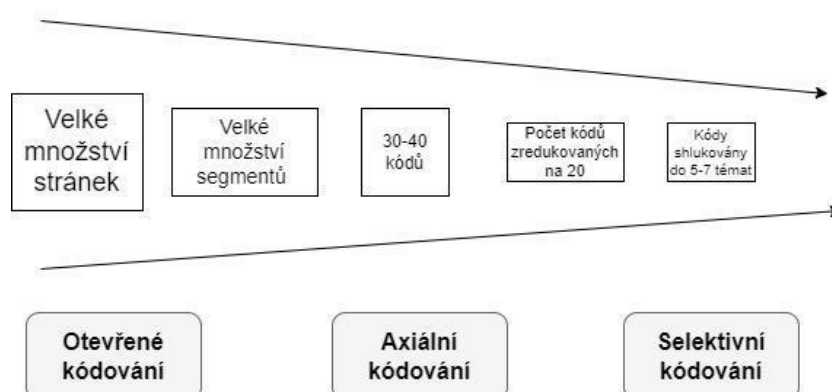 Velké
množství
stránek
Velké
množství
segmentů
30-40
kódů
Počet kódů
zredukovaných
na 20
Kódy
shlukovány
do 5-7 témat
Otevřené
kódování
Axiální
kódování
Selektivní
kódování